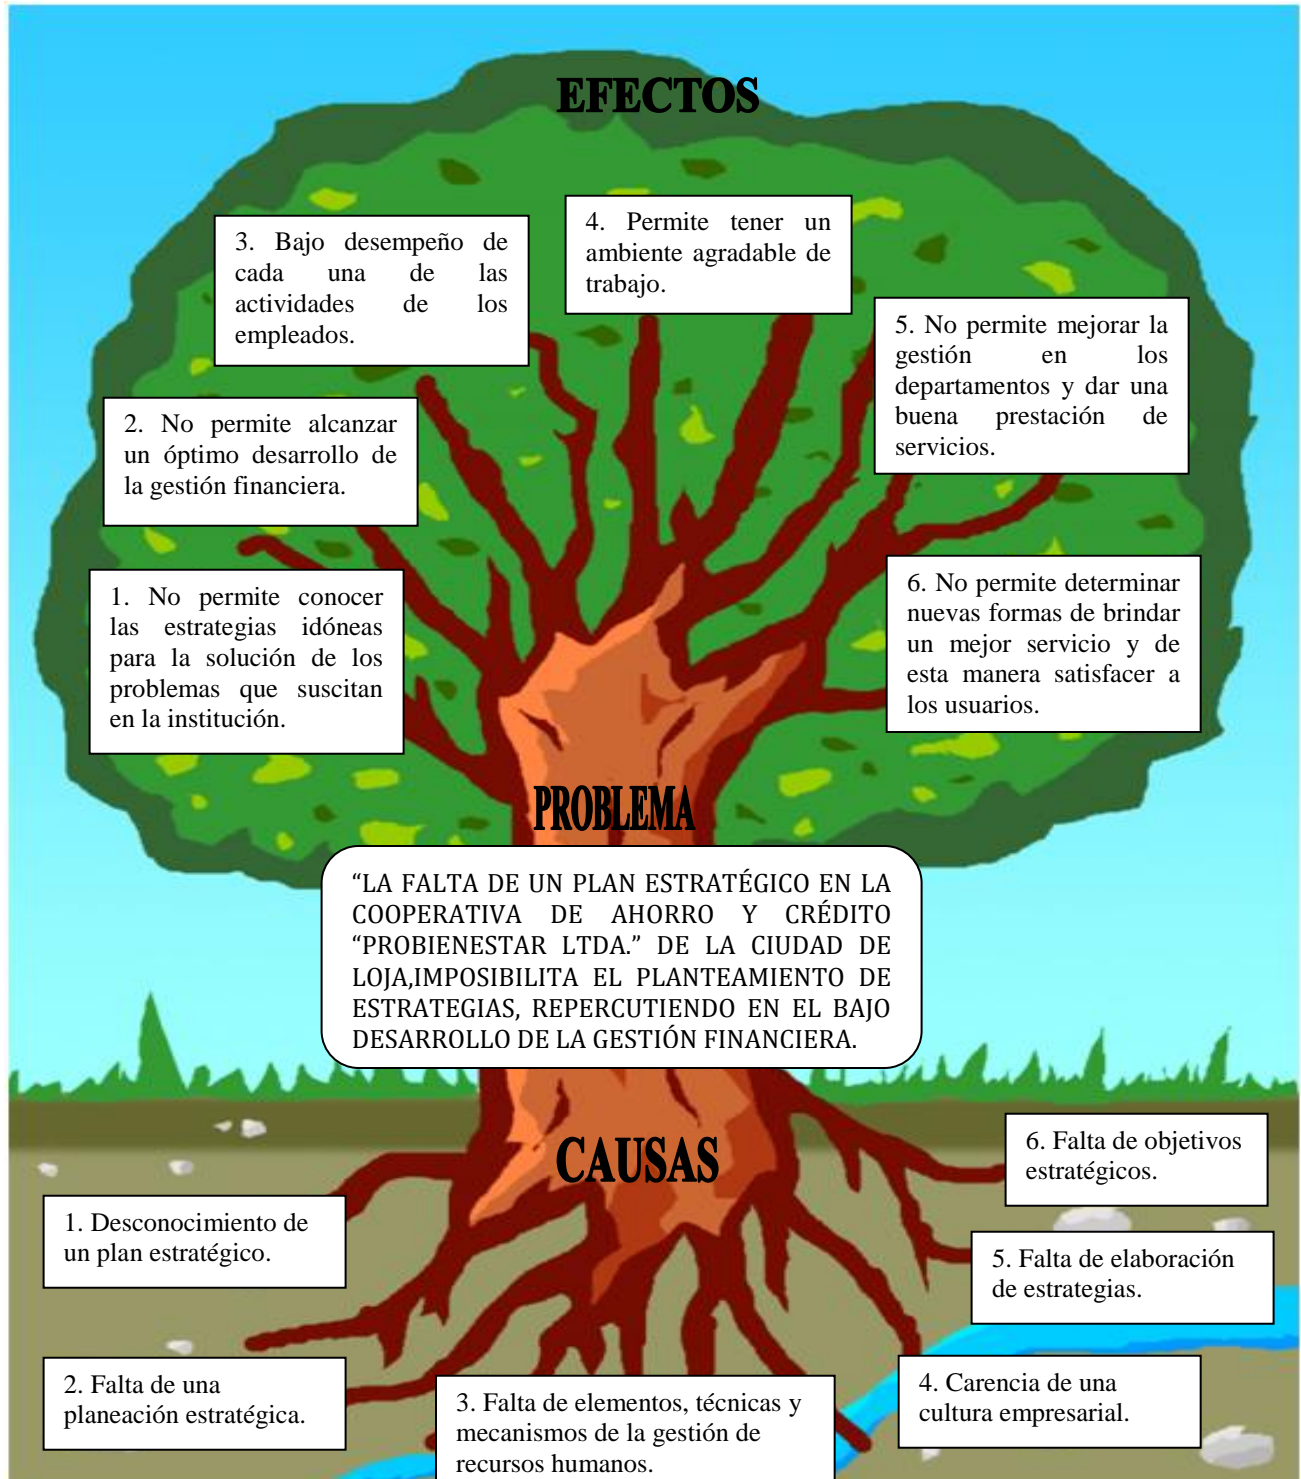 EFECTOS
3. Bajo desempeño de
cada una de las
actividades de los
empleados.
4. Permite tener un
ambiente agradable de
trabajo.
5. No permite mejorar la
gestión en los
departamentos y dar una
buena prestación de
servicios.
2. No permite alcanzar
un óptimo desarrollo de
la gestión financiera.
1. No permite conocer
las estrategias idóneas
para la solución de los
problemas que suscitan
en la institución.
6. No permite determinar
nuevas formas de brindar
un mejor servicio y de
esta manera satisfacer a
los usuarios.
PROBLEMA
“LA FALTA DE UN PLAN ESTRATÉGICO EN LA
COOPERATIVA DE AHORRO Y CRÉDITO
“PROBIENESTAR LTDA.” DE LA CIUDAD DE
LOJA,IMPOSIBILITA EL PLANTEAMIENTO DE
ESTRATEGIAS, REPERCUTIENDO EN EL BAJO
DESARROLLO DE LA GESTIÓN FINANCIERA.
CAUSAS
6. Falta de objetivos
estratégicos.
1. Desconocimiento de
un plan estratégico.
5. Falta de elaboración
de estrategias.
2. Falta de una
planeación estratégica.
3. Falta de elementos, técnicas y
mecanismos de la gestión de
recursos humanos.
4. Carencia de una
cultura empresarial.